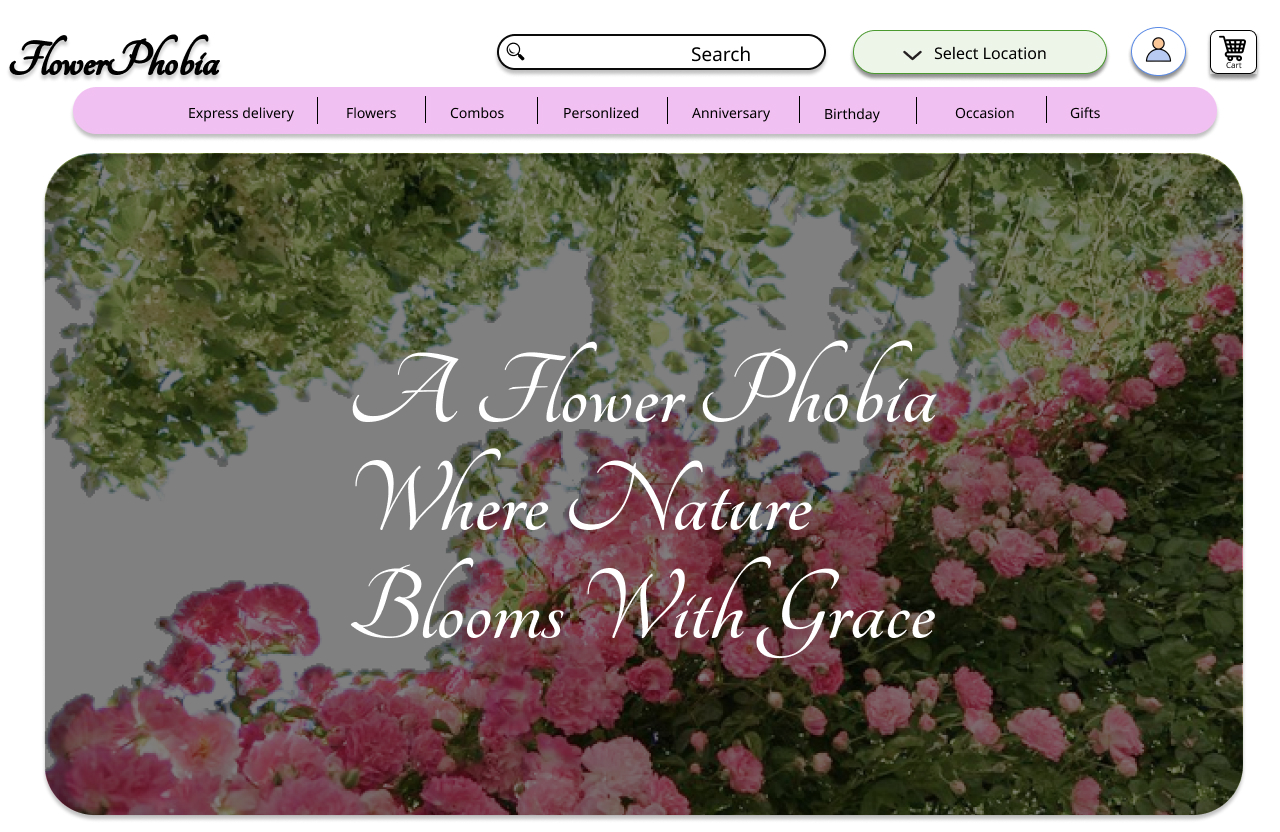 FlowerPhobia
Search
Select Location
Cart
Express delivery
Flowers
Combos
Personlized
Anniversary
Birthday
Occasion
Gifts
A Flower Phobia
Where Nature
Blooms With Grace